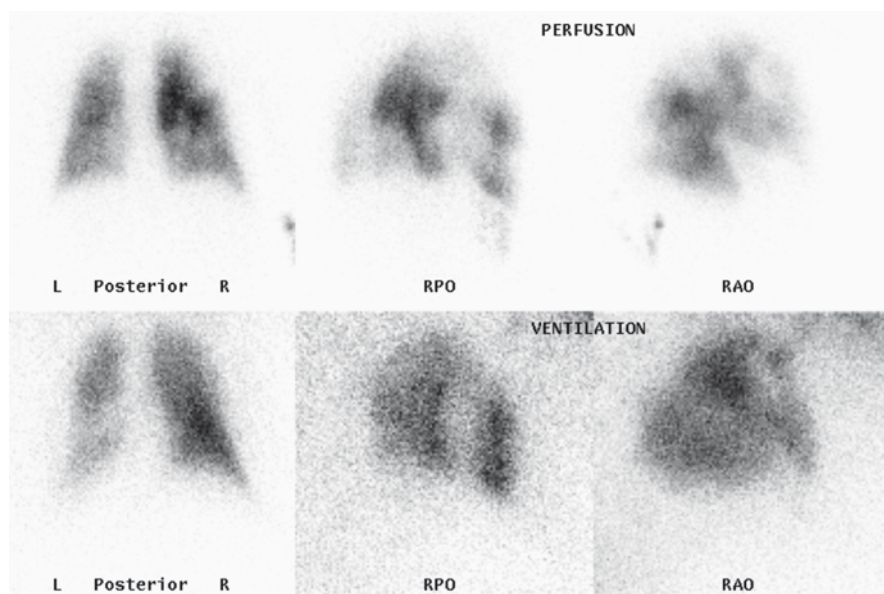 PERFUSION
L Posterior R RPO RAO
VENTILATION
L Posterior R RPO RAO